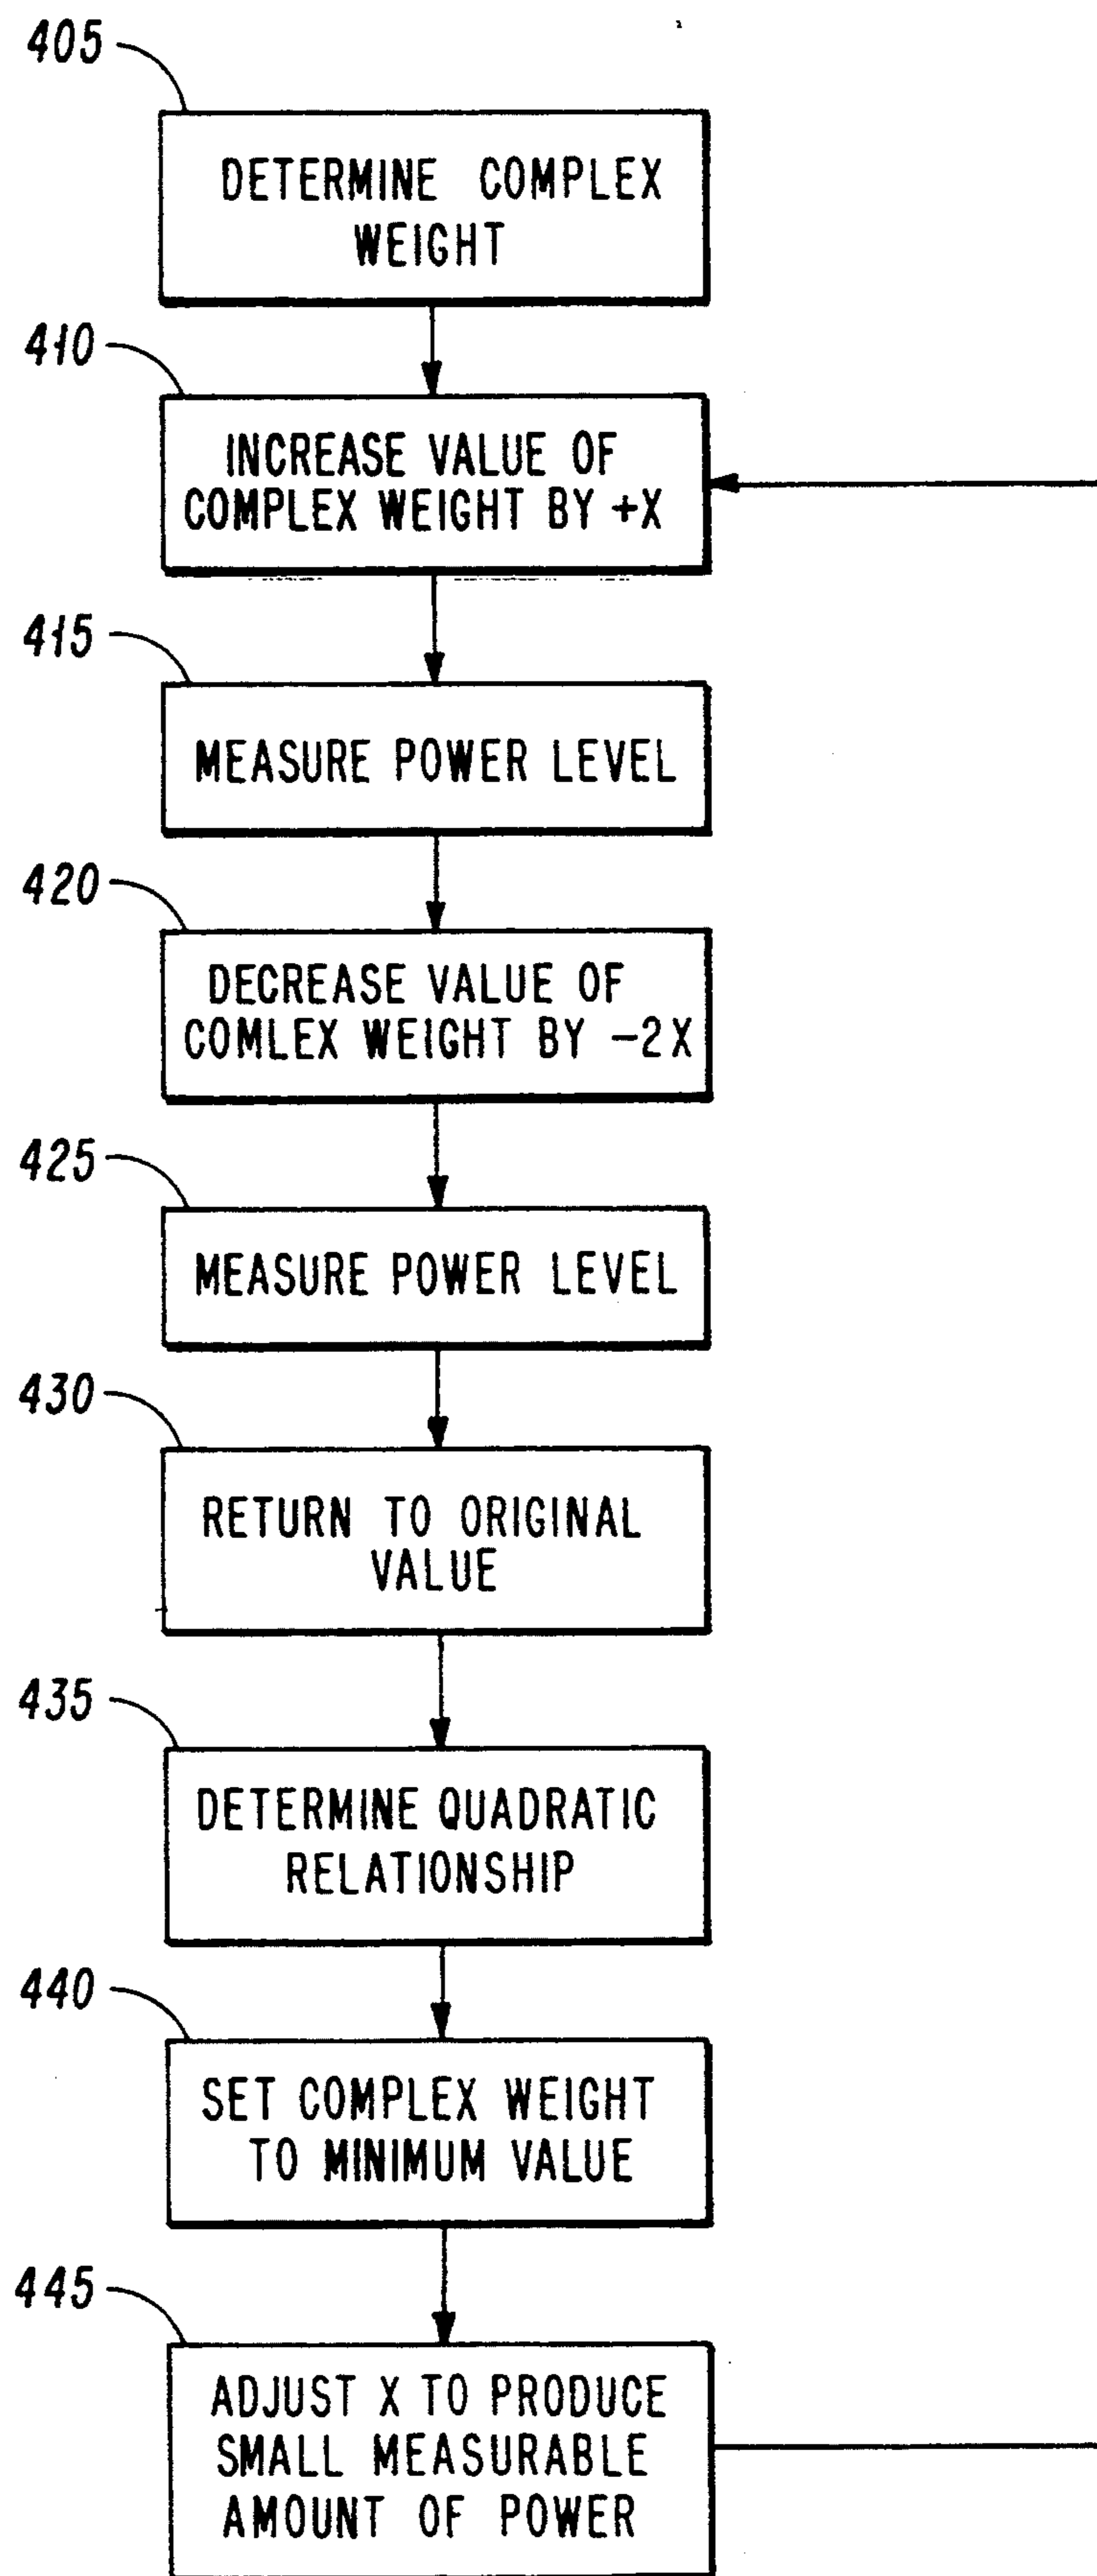 405
DETERMINE COMPLEX
WEIGHT
410
INCREASE VALUE OF
COMPLEX WEIGHT BY +X
415
MEASURE POWER LEVEL
420
DECREASE VALUE OF
COMLEX WEIGHT BY -2X
425
MEASURE POWER LEVEL
430
RETURN TO ORIGINAL
VALUE
435
DETERMINE QUADRATIC
RELATIONSHIP
440
SET COMPLEX WEIGHT
TO MINIMUM VALUE
445
ADJUST X TO PRODUCE
SMALL MEASURABLE
AMOUNT OF POWER